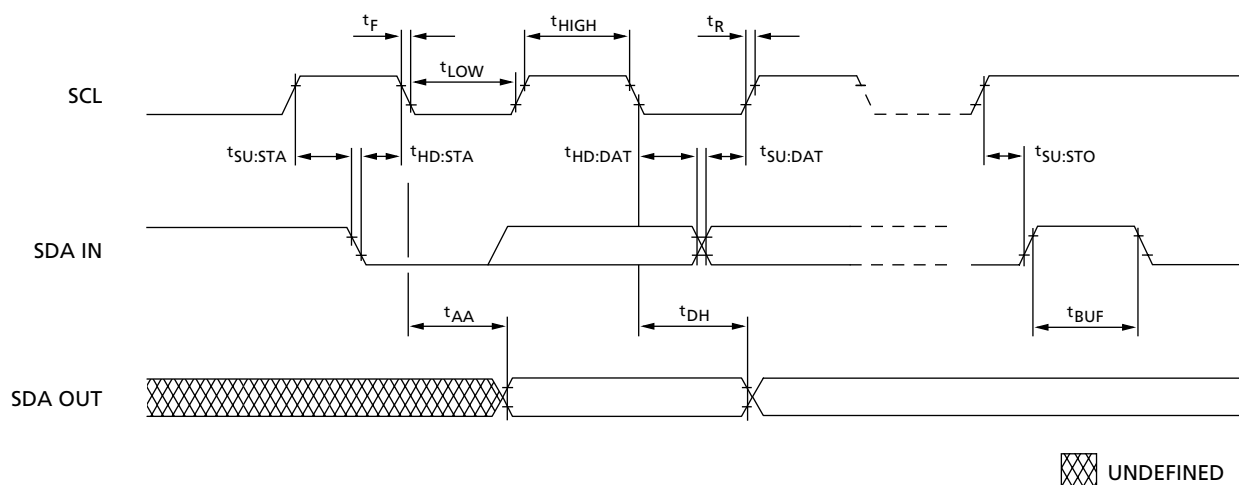 tF
tHIGH
tR
tLOW
SCL
tSU:STA
tHD:STA
tHD:DAT
tSU:DAT
tSU:STO
SDA IN
tAA
tDH
tBUF
SDA OUT
UNDEFINED